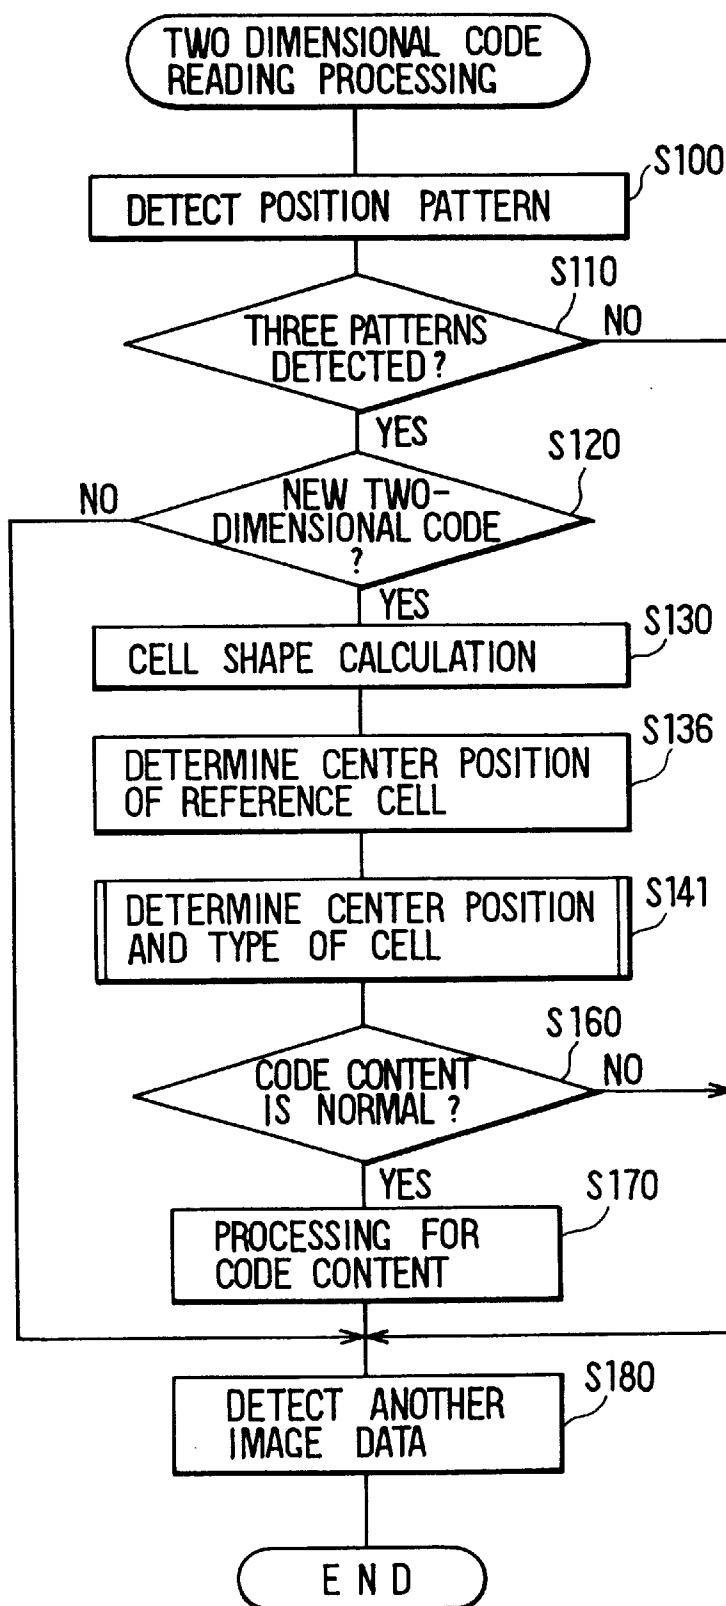 TWO DIMENSIONAL CODE
READING PROCESSING
S100
DETECT POSITION PATTERN
S110
THREE PATTERNS
DETECTED ?
NO
YES
S120
NEW TWO-
DIMENSIONAL CODE
?
NO
YES
S130
CELL SHAPE CALCULATION
S136
DETERMINE CENTER POSITION
OF REFERENCE CELL
S141
DETERMINE CENTER POSITION
AND TYPE OF CELL
S160
CODE CONTENT
IS NORMAL ?
NO
YES
S170
PROCESSING FOR
CODE CONTENT
S180
DETECT ANOTHER
IMAGE DATA
END